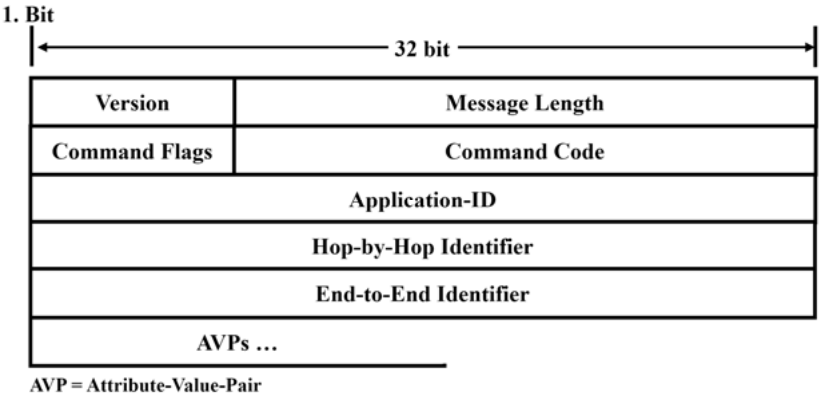 1. Bit
32 bit
Version Message Length
Command Flags Command Code
Application-ID
Hop-by-Hop Identifier
End-to-End Identifier
AVPs ...
AVP = Attribute-Value-Pair